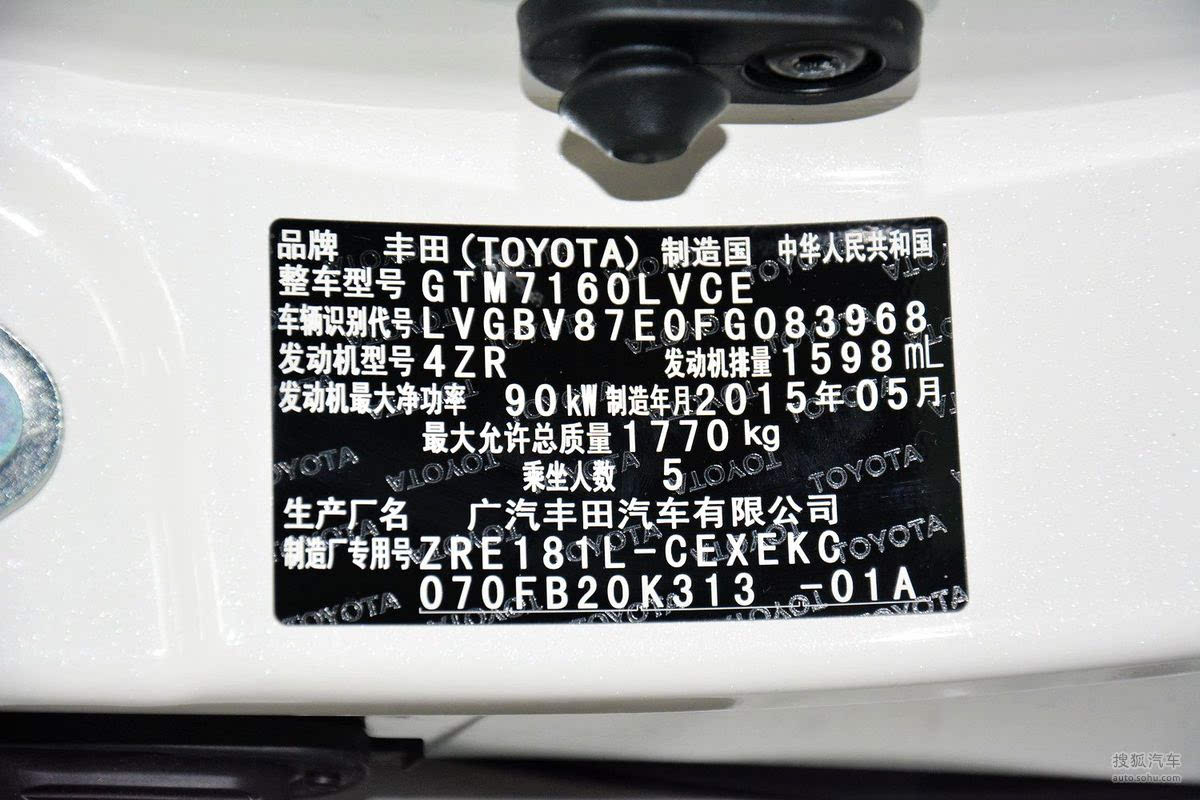 品牌 丰田(TOYOTA) 制造国 中华人民共和国
整车型号 GTM7160LVCE
车辆识别代号 LVGBV87E0FG083968
发动机型号 4ZR 发动机排量 1598 mL
发动机最大净功率 90 kW 制造年月 2015年05月
最大允许总质量 1770 kg
乘坐人数 5
生产厂名 广汽丰田汽车有限公司
制造厂专用号 ZRE181L-CEXEKC
070FB20K313 -01A
搜狐汽车
auto.sohu.com